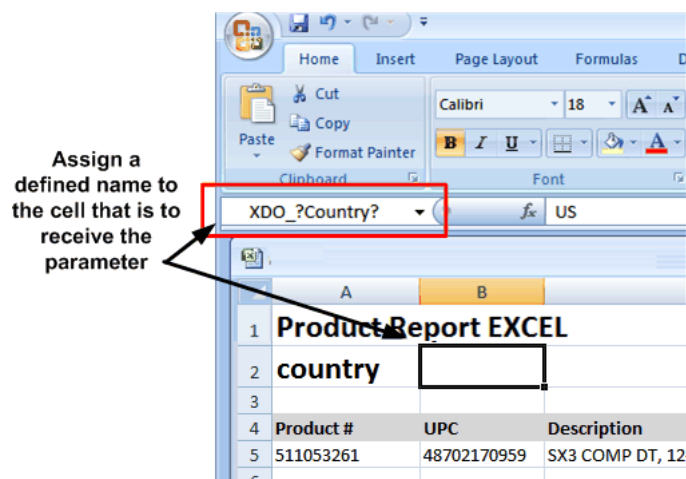 Home Insert Page Layout Formulas D
Cut
Calibri 18 A A
Copy
Paste
B I U A
Format Painter
Clipboard Font
Assign a
defined name to
the cell that is to
receive the
parameter
XDO_?Country? fx US
A B
1 Product Report EXCEL
2 country
3
4 Product # UPC Description
5 511053261 48702170959 SX3 COMP DT, 12